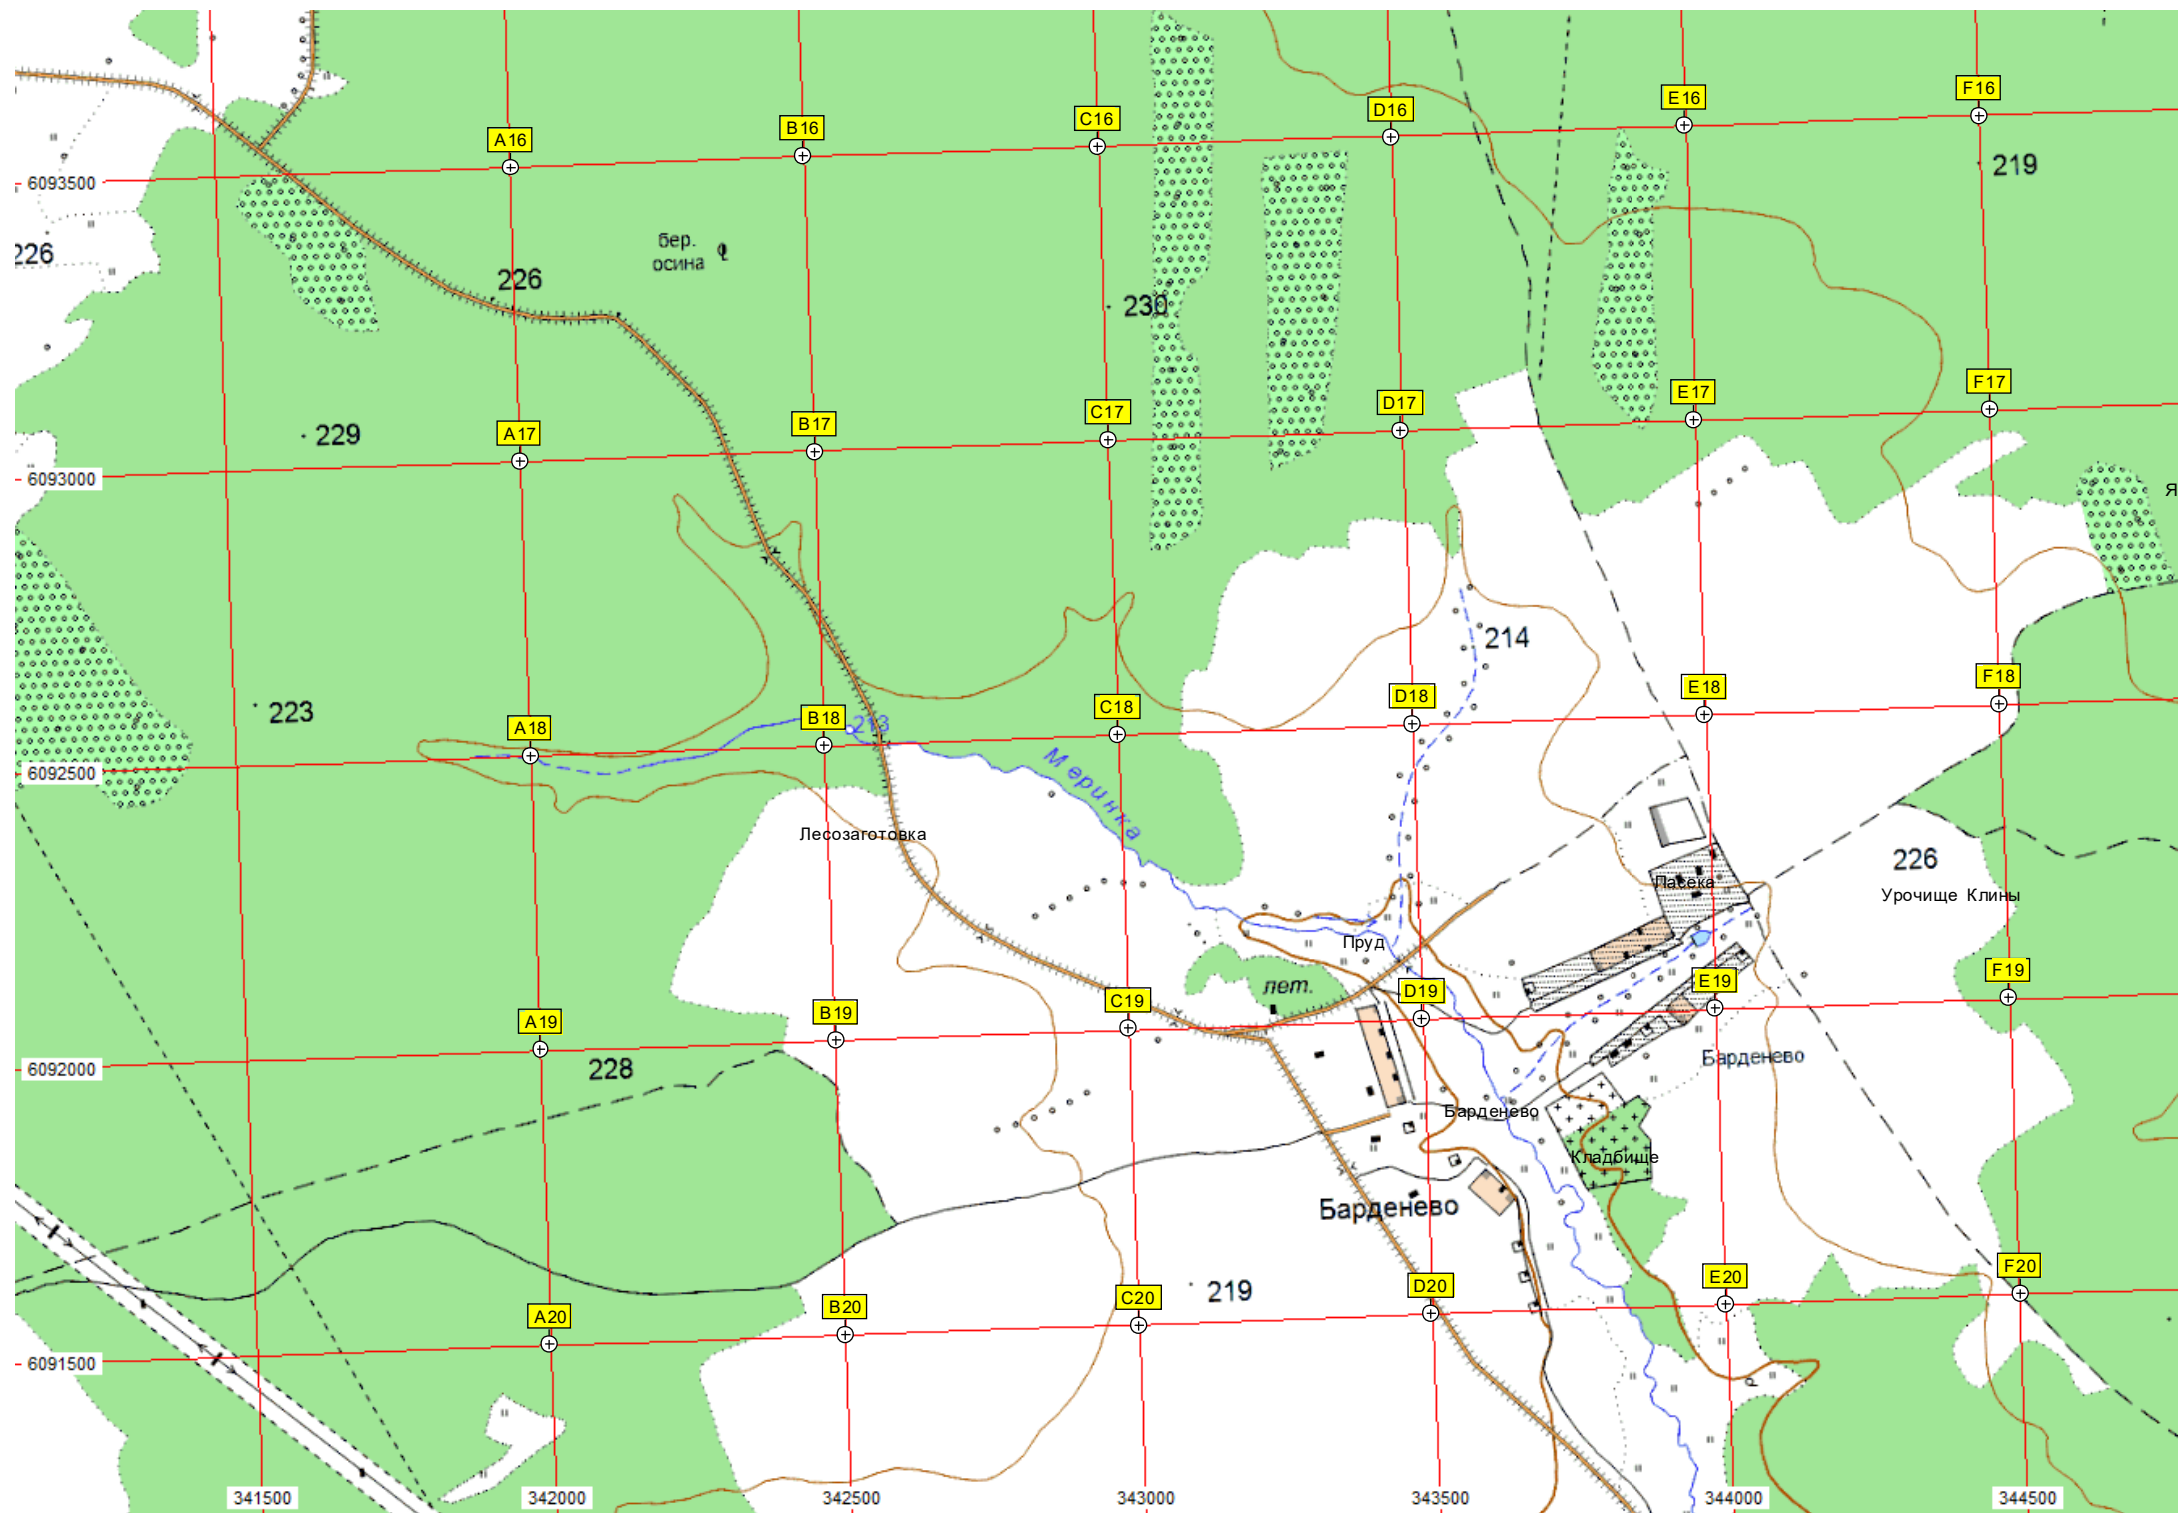 A16
B16
C16
D16
E16
F16
219
6093500
226
бер.
осина
226
230
229
A17
B17
C17
D17
E17
F17
6093000
Я
223
214
A18
B18
213
C18
D18
E18
F18
6092500
Меринка
Лесозаготовка
226
Пасека
Урочище Клины
Пруд
лет.
A19
B19
C19
D19
E19
F19
6092000
228
Барденево
Барденево
Кладбище
Барденево
219
A20
B20
C20
D20
E20
F20
6091500
Р
341500
342000
342500
343000
343500
344000
344500